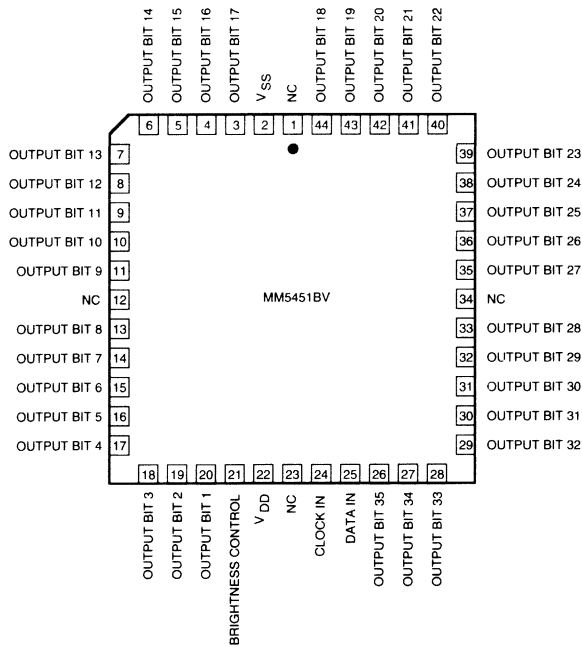 OUTPUT BIT 14
OUTPUT BIT 15
OUTPUT BIT 16
OUTPUT BIT 17
VSS
NC
OUTPUT BIT 18
OUTPUT BIT 19
OUTPUT BIT 20
OUTPUT BIT 21
OUTPUT BIT 22
6 5 4 3 2 1 44 43 42 41 40
OUTPUT BIT 13 7
OUTPUT BIT 12 8
OUTPUT BIT 11 9
OUTPUT BIT 10 10
OUTPUT BIT 9 11
NC 12
OUTPUT BIT 8 13
OUTPUT BIT 7 14
OUTPUT BIT 6 15
OUTPUT BIT 5 16
OUTPUT BIT 4 17
MM5451BV
39 OUTPUT BIT 23
38 OUTPUT BIT 24
37 OUTPUT BIT 25
36 OUTPUT BIT 26
35 OUTPUT BIT 27
34 NC
33 OUTPUT BIT 28
32 OUTPUT BIT 29
31 OUTPUT BIT 30
30 OUTPUT BIT 31
29 OUTPUT BIT 32
18 19 20 21 22 23 24 25 26 27 28
OUTPUT BIT 3
OUTPUT BIT 2
OUTPUT BIT 1
BRIGHTNESS CONTROL
VDD
NC
CLOCK IN
DATA IN
OUTPUT BIT 35
OUTPUT BIT 34
OUTPUT BIT 33